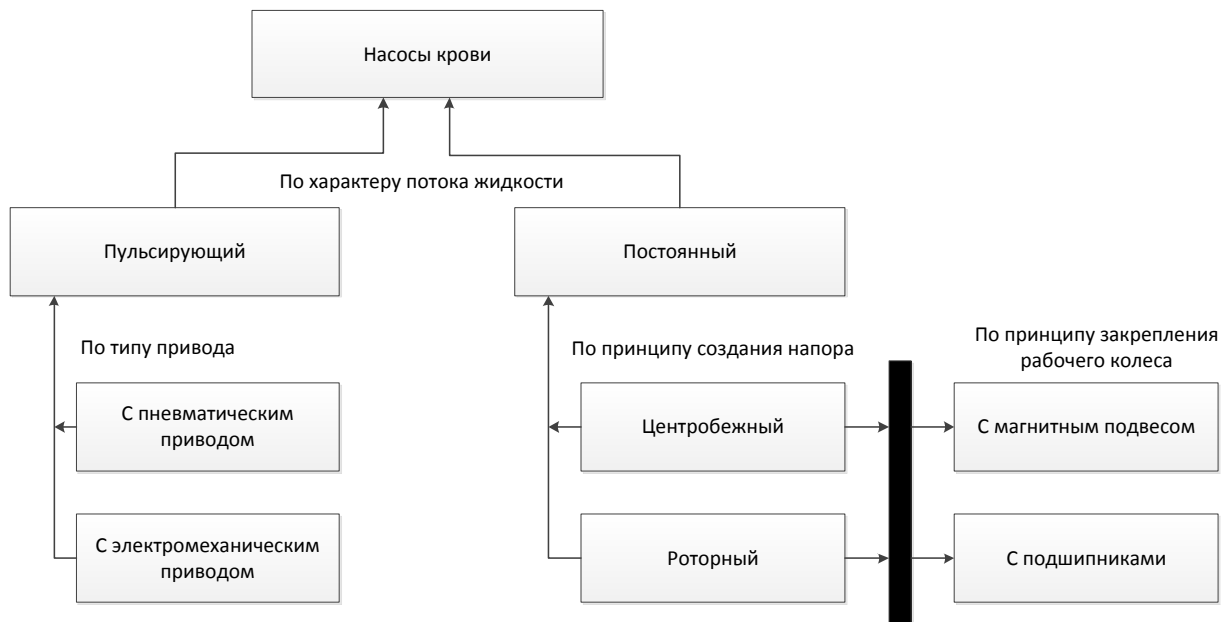 Насосы крови
По характеру потока жидкости
Пульсирующий
Постоянный
По типу привода
По принципу создания напора
По принципу закрепления
рабочего колеса
С пневматическим
приводом
Центробежный
С магнитным подвесом
С электромеханическим
приводом
Роторный
С подшипниками